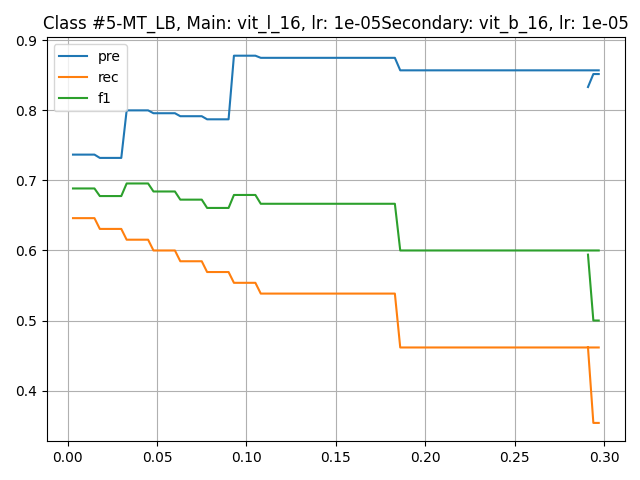 Class #5-MT_LB, Main: vit_l_16, lr: 1e-05Secondary: vit_b_16, lr: 1e-05
0.9
0.8
0.7
0.6
0.5
0.4
pre
rec
f1
0.00 0.05 0.10 0.15 0.20 0.25 0.30